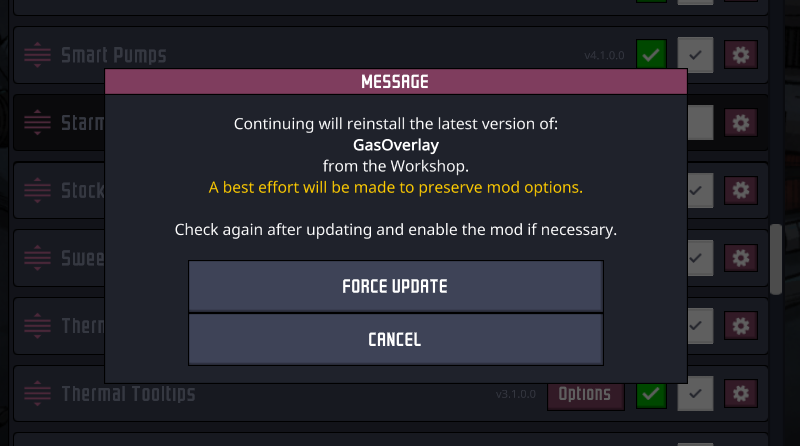 Smart Pumps
v4.1.0.0
MESSAGE
Continuing will reinstall the latest version of:
GasOverlay
from the Workshop.
A best effort will be made to preserve mod options.
Check again after updating and enable the mod if necessary.
FORCE UPDATE
CANCEL
Starm
Stock
Swee
Therm
Thermal Tooltips
v3.1.0.0
Options